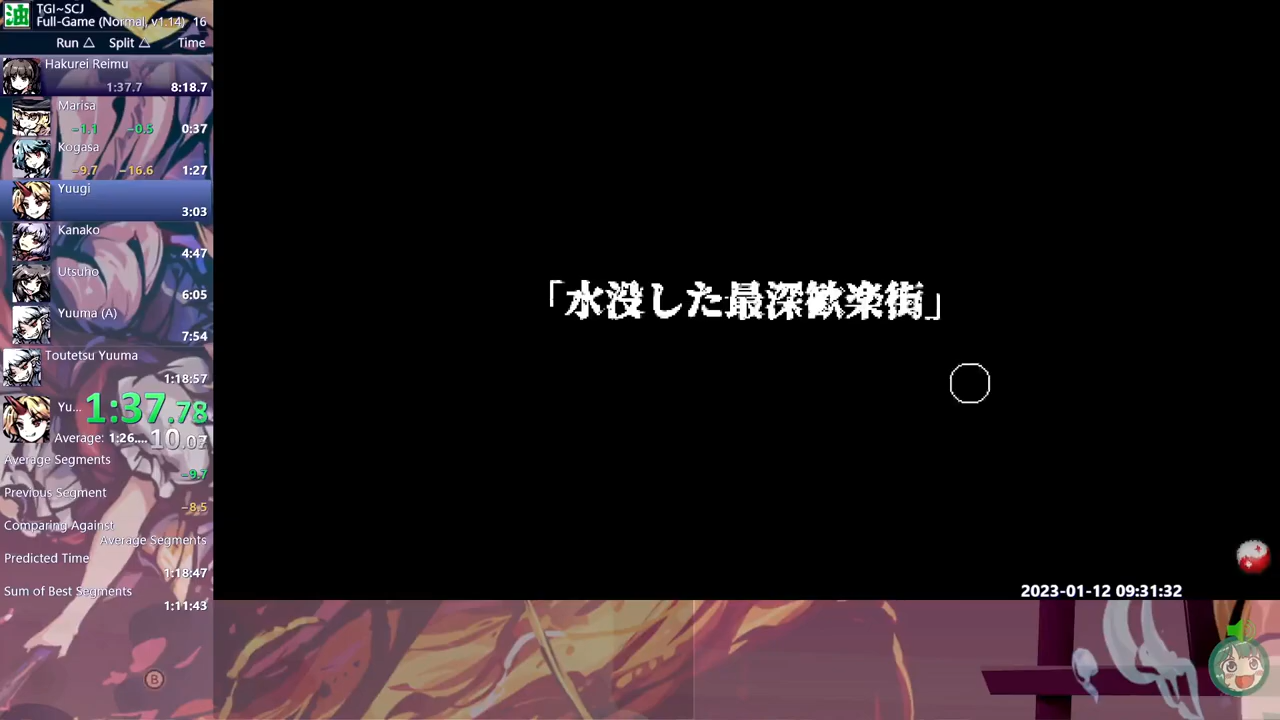 TGI~SCJ
Full-Game (Normal, v1.14) 16
Run △ Split △ Time
Hakurei Reimu
1:37.7 8:18.7
Marisa
−1.1 −0.5 0:37
Kogasa
−9.7 −16.6 1:27
Yuugi
3:03
Kanako
4:47
Utsuho
6:05
Yuuma (A)
7:54
Toutetsu Yuuma
1:18:57
Yu... 1:37.78
Average: 1:26.... 10.07
Average Segments
−9.7
Previous Segment
−8.5
Comparing Against
Average Segments
Predicted Time
1:18:47
Sum of Best Segments
1:11:43
B
「水没した最深歓楽街」
2023-01-12 09:31:32
油